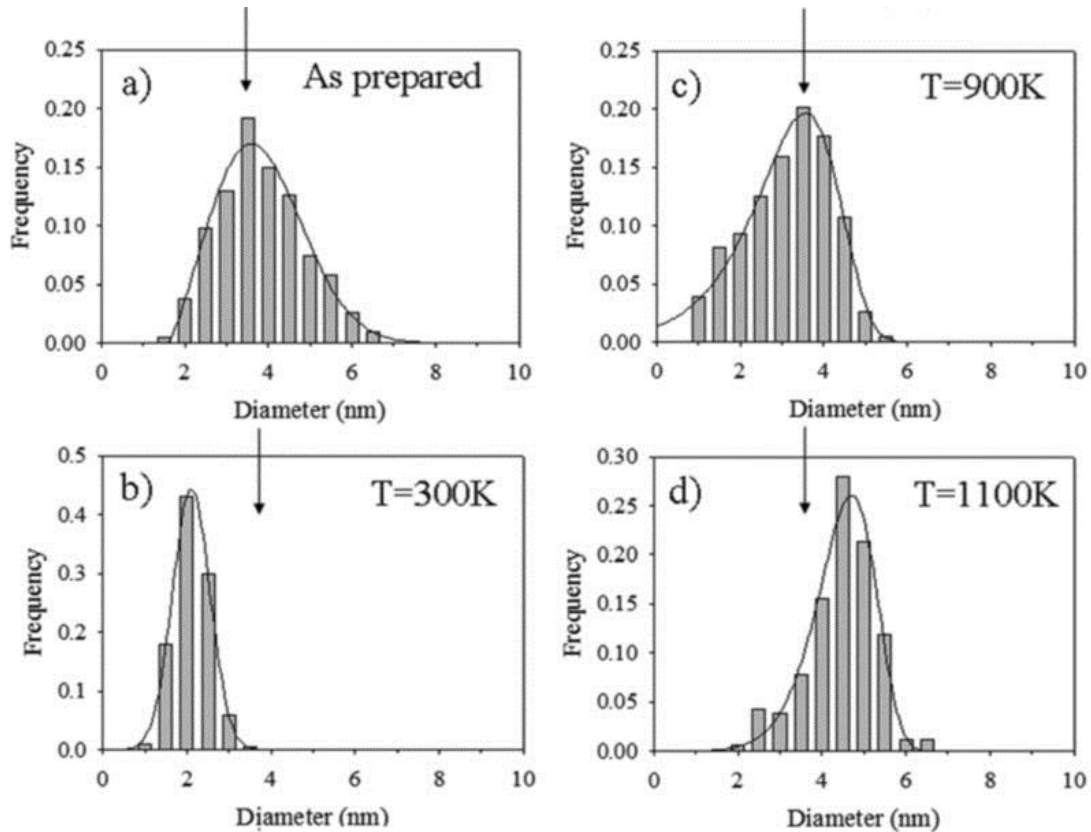 a)
As prepared
0.25
0.20
0.15
0.10
0.05
0.00
Frequency
0 2 4 6 8 10
Diameter (nm)
c)
T=900K
0.25
0.20
0.15
0.10
0.05
0.00
Frequency
0 2 4 6 8 10
Diameter (nm)
b)
T=300K
0.5
0.4
0.3
0.2
0.1
0.0
Frequency
0 2 4 6 8 10
Diameter (nm)
d)
T=1100K
0.30
0.25
0.20
0.15
0.10
0.05
0.00
Frequency
0 2 4 6 8 10
Diameter (nm)